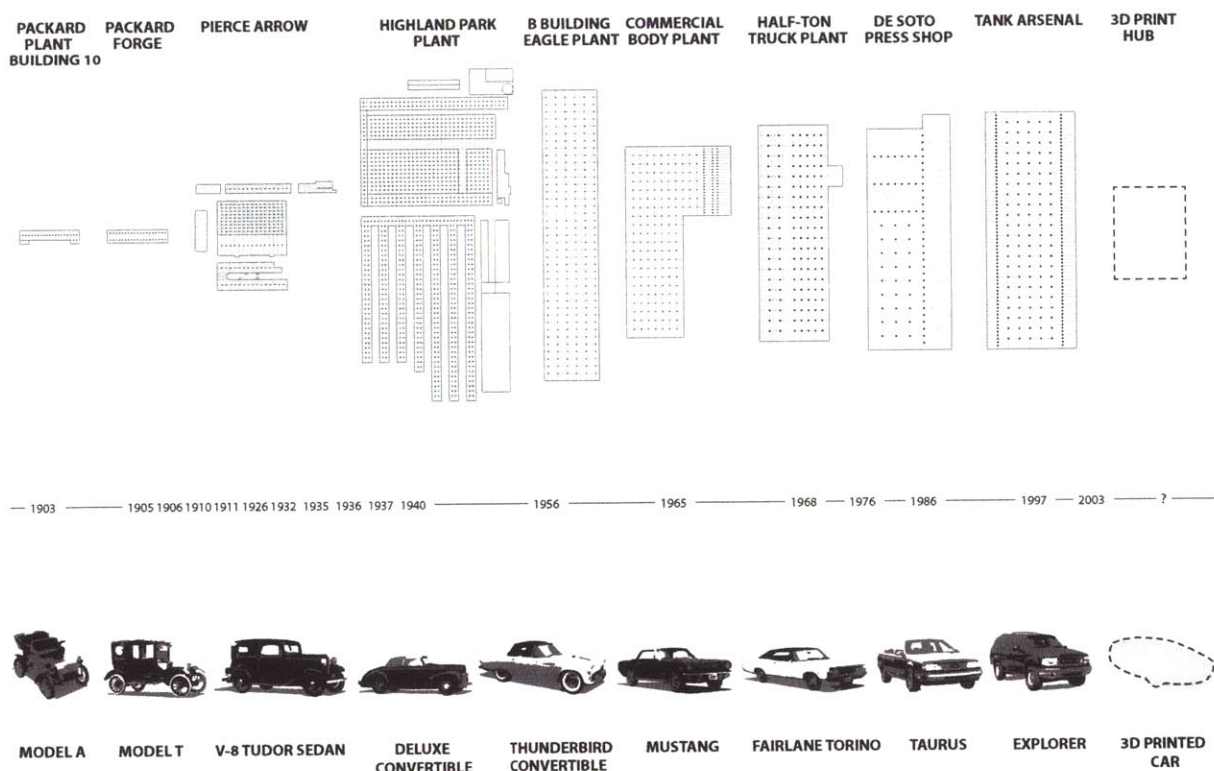 PACKARD
PLANT
BUILDING 10
PACKARD
FORGE
PIERCE ARROW
HIGHLAND PARK
PLANT
B BUILDING
EAGLE PLANT
COMMERCIAL
BODY PLANT
HALF-TON
TRUCK PLANT
DE SOTO
PRESS SHOP
TANK ARSENAL
3D PRINT
HUB
1903 1905 1906 1910 1911 1926 1932 1935 1936 1937 1940 1956 1965 1968 1976 1986 1997 2003 ?
MODEL A
MODEL T
V-8 TUDOR SEDAN
DELUXE
CONVERTIBLE
THUNDERBIRD
CONVERTIBLE
MUSTANG
FAIRLANE TORINO
TAURUS
EXPLORER
3D PRINTED
CAR